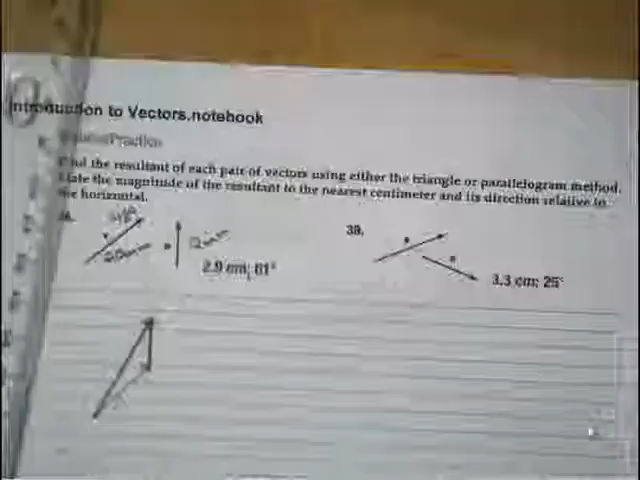 Introduction to Vectors.notebook
Practice
Find the resultant of each pair of vectors using either the triangle or parallelogram method.
State the magnitude of the resultant to the nearest centimeter and its direction relative to
the horizontal.
3B.
2.9 cm; 61°
3.3 cm; 25°